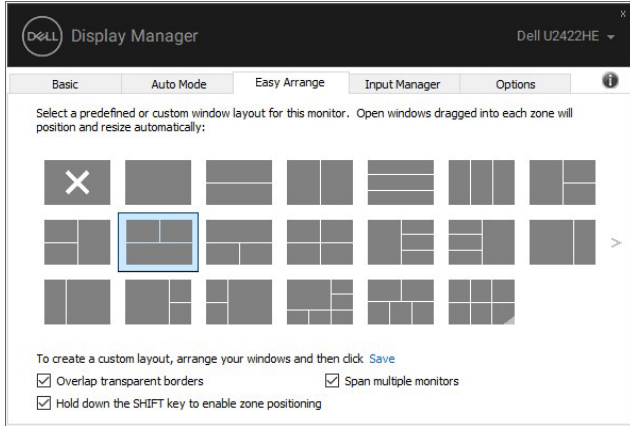 x
DELL Display Manager Dell U2422HE
Basic Auto Mode Easy Arrange Input Manager Options
Select a predefined or custom window layout for this monitor. Open windows dragged into each zone will
position and resize automatically:
>
To create a custom layout, arrange your windows and then click Save
Overlap transparent borders Span multiple monitors
Hold down the SHIFT key to enable zone positioning